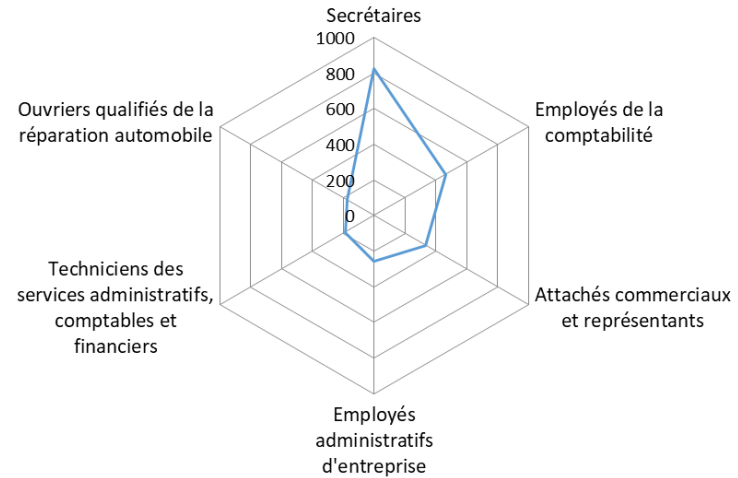 Secrétaires
1000
800
600
400
200
0
Employés de la
comptabilité
Attachés commerciaux
et représentants
Employés
administratifs
d'entreprise
Techniciens des
services administratifs,
comptables et
financiers
Ouvriers qualifiés de la
réparation automobile